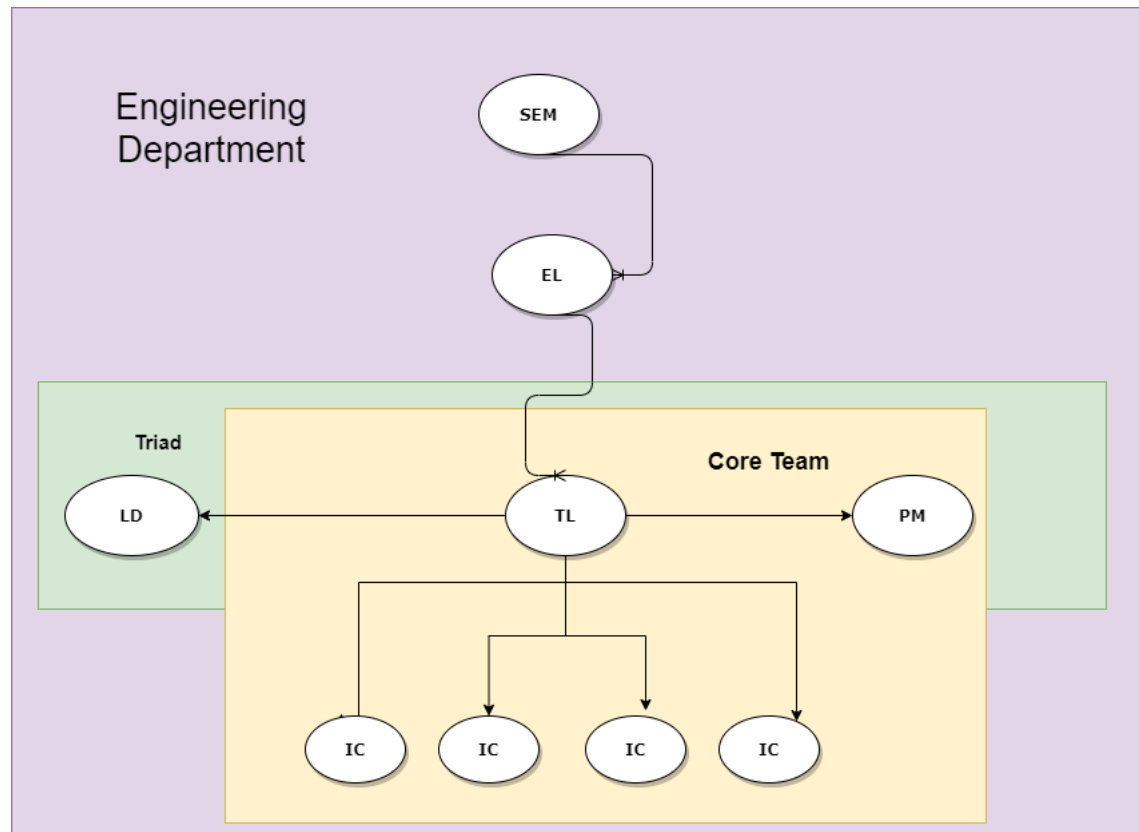 Engineering
Department
SEM
EL
Triad
Core Team
LD
TL
PM
IC
IC
IC
IC